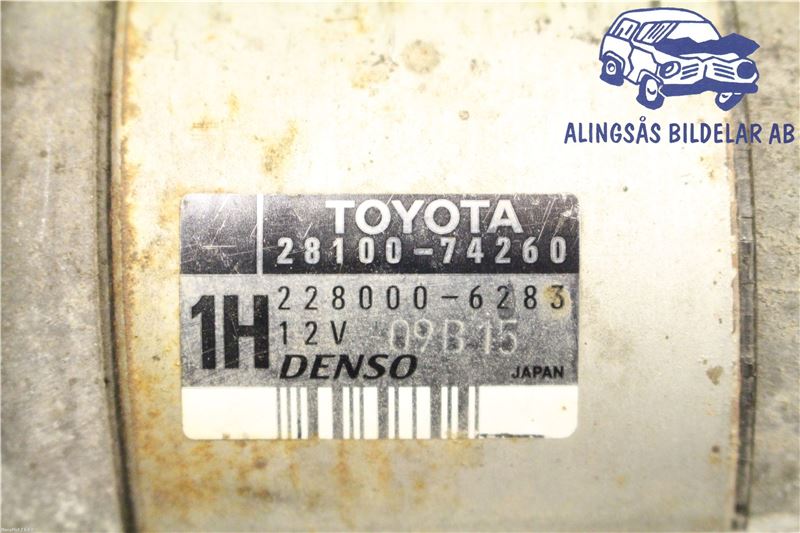 ALINGSÅS BILDELAR AB
TOYOTA
28100-74260
1H
228000-6283
12V 09B15
DENSO
JAPAN